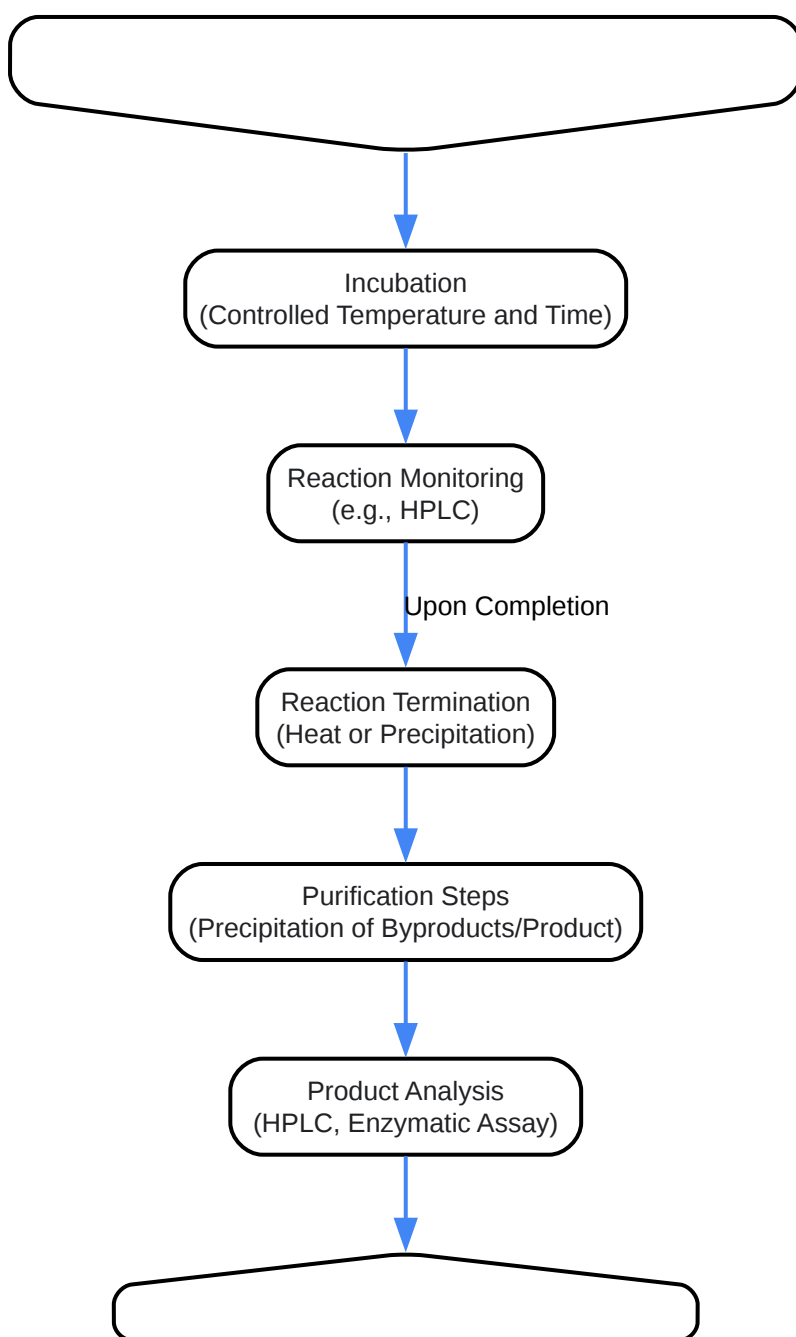 Incubation
(Controlled Temperature and Time)
Reaction Monitoring
(e.g., HPLC)
Upon Completion
Reaction Termination
(Heat or Precipitation)
Purification Steps
(Precipitation of Byproducts/Product)
Product Analysis
(HPLC, Enzymatic Assay)